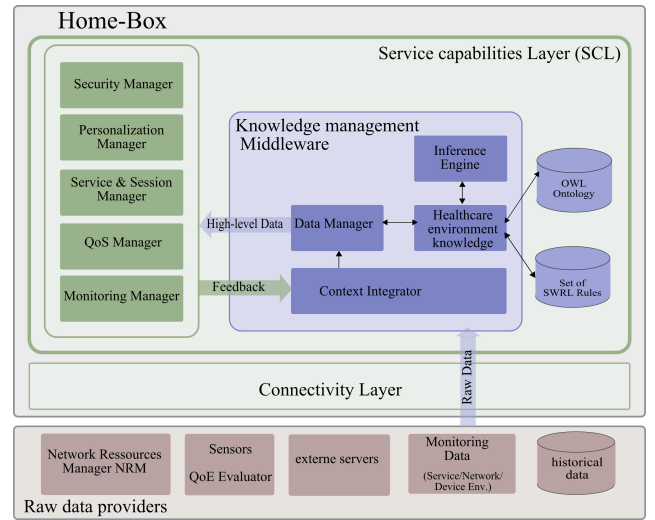 Home-Box
Service capabilities Layer (SCL)
Security Manager
Personalization
Manager
Service & Session
Manager
QoS Manager
Monitoring Manager
Knowledge management
Middleware
Inference
Engine
OWL
Ontology
High-level Data
Data Manager
Healthcare
environment
knowledge
Feedback
Context Integrator
Set of
SWRL Rules
Raw Data
Connectivity Layer
Network Ressources
Manager NRM
Sensors
QoE Evaluator
externe servers
Monitoring
Data
(Service/Network/
Device Env.)
historical
data
Raw data providers